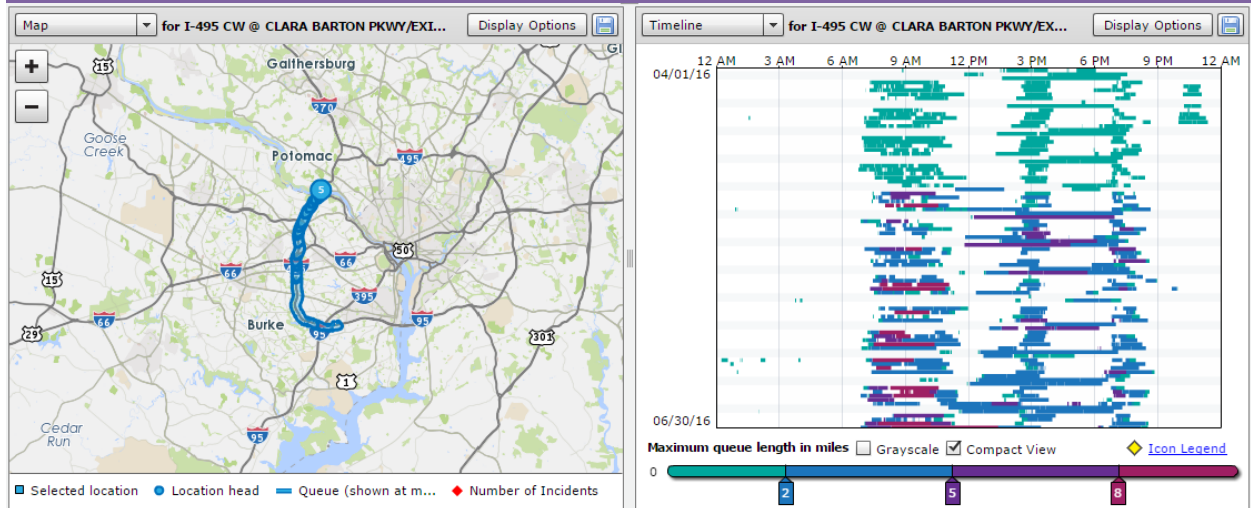 Map
for I-495 CW @ CLARA BARTON PKWY/EXI...
Display Options
+
−
15
Gaithersburg
270
Goose
Creek
Potomac
495
5
50
66
66
15
395
Burke
66
95
95
29
301
1
Cedar
Run
95
Selected location
Location head
Queue (shown at m...
Number of Incidents
Timeline
for I-495 CW @ CLARA BARTON PKWY/EX...
Display Options
12 AM 3 AM 6 AM 9 AM 12 PM 3 PM 6 PM 9 PM 12 AM
04/01/16
06/30/16
Maximum queue length in miles
Grayscale
Compact View
Icon Legend
0
2
5
8